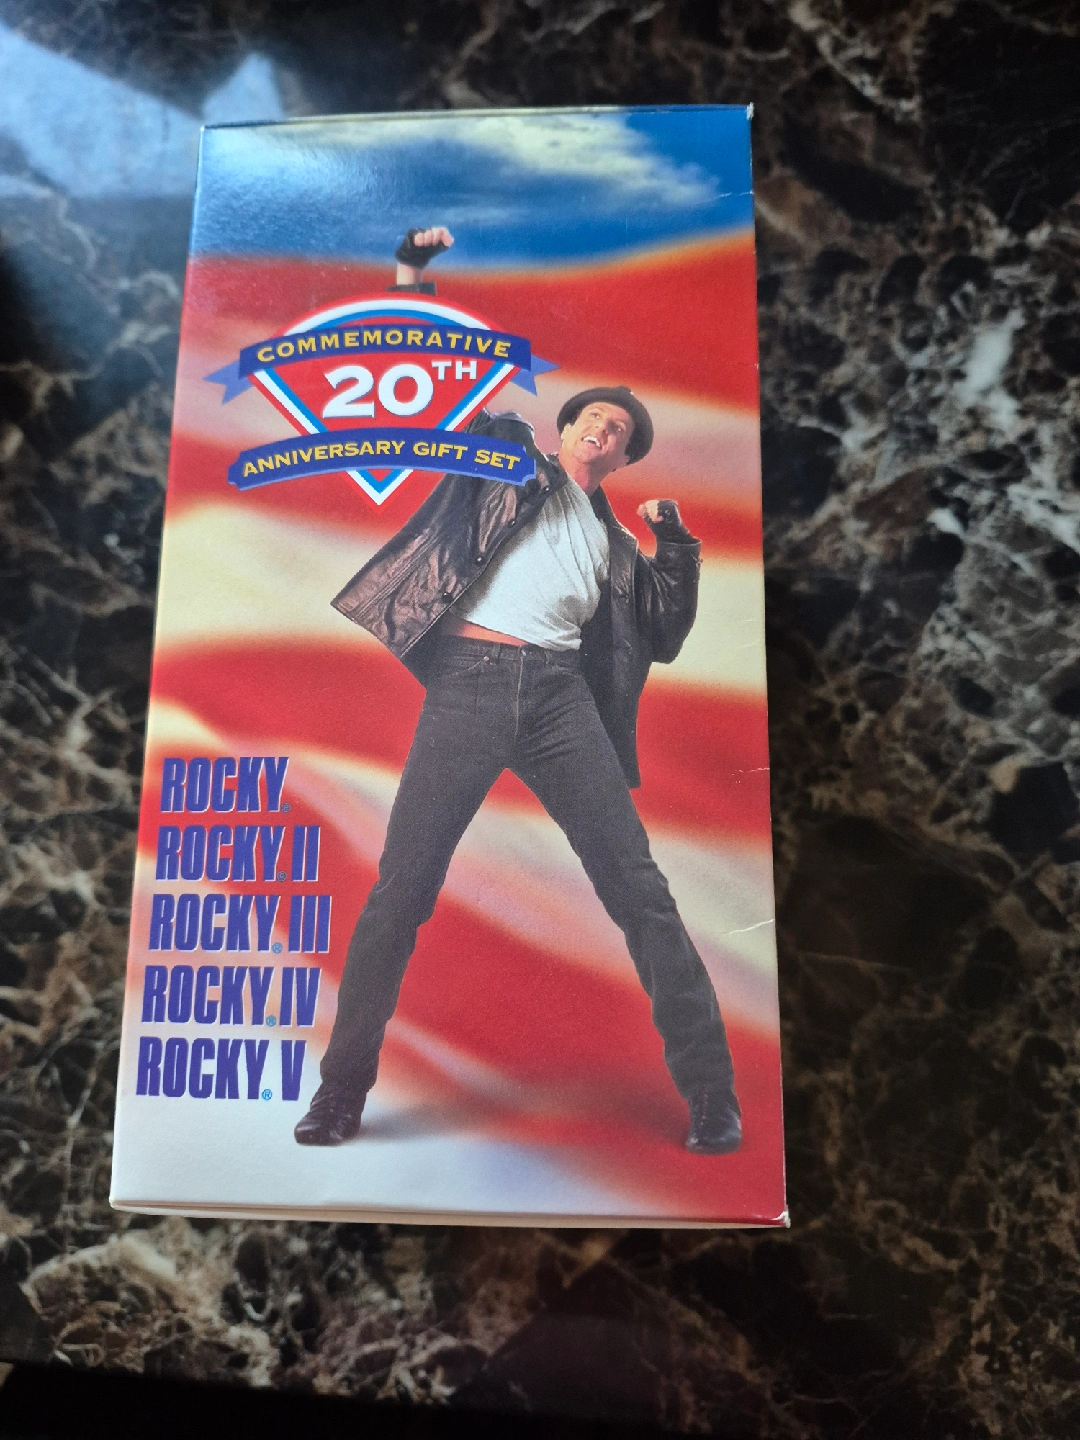 COMMEMORATIVE
20TH
ANNIVERSARY GIFT SET
ROCKY®
ROCKY® II
ROCKY® III
ROCKY® IV
ROCKY® V